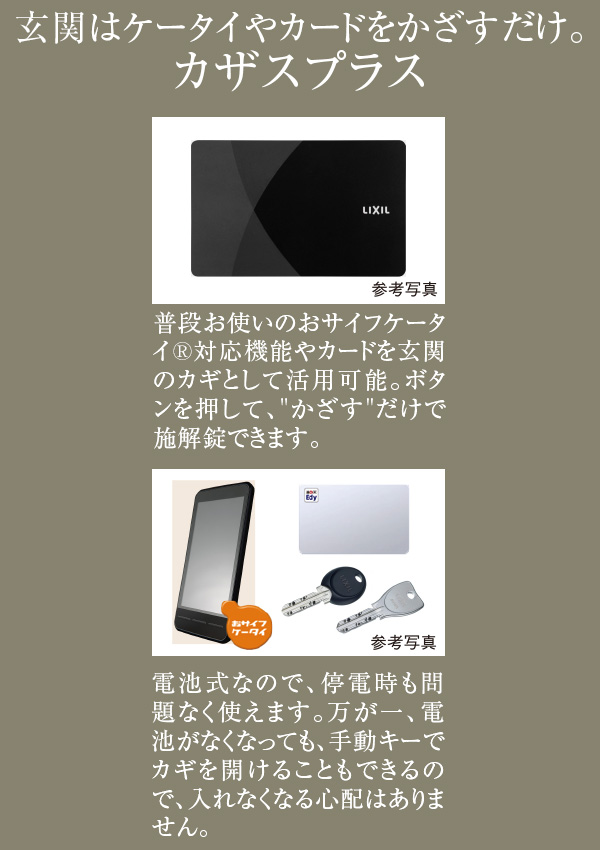 玄関はケータイやカードをかざすだけ。
カザスプラス
LIXIL
参考写真
普段お使いのおサイフケータ
イ®対応機能やカードを玄関
のカギとして活用可能。ボタ
ンを押して、"かざす"だけで
施解錠できます。
Edy
おサイフ
ケータイ
参考写真
電池式なので、停電時も問
題なく使えます。万が一、電
池がなくなっても、手動キーで
カギを開けることもできるの
で、入れなくなる心配はありま
せん。